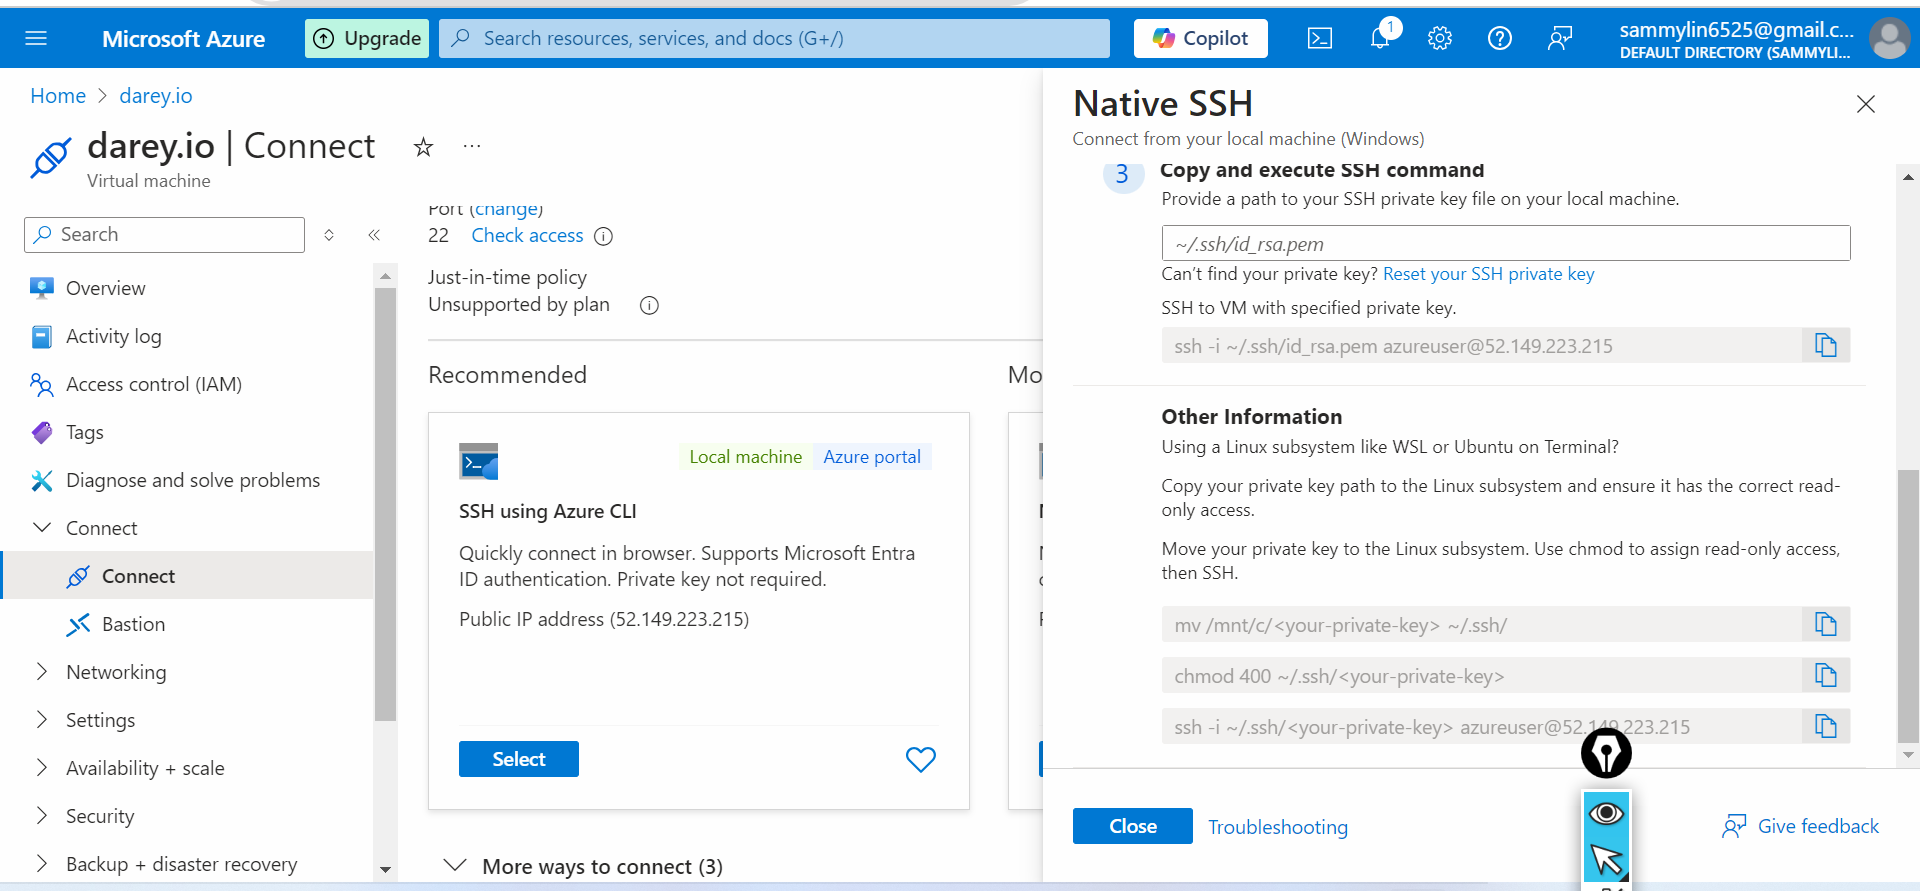 Microsoft Azure
Upgrade
Search resources, services, and docs (G+/)
Copilot
1
sammylin6525@gmail.c...
DEFAULT DIRECTORY (SAMMYLI...
Home > darey.io
darey.io | Connect
...
Virtual machine
Search
Overview
Activity log
Access control (IAM)
Tags
Diagnose and solve problems
Connect
Connect
Bastion
Networking
Settings
Availability + scale
Security
Backup + disaster recovery
Port (change)
22 Check access
Just-in-time policy
Unsupported by plan
Recommended
Mo
Local machine
Azure portal
SSH using Azure CLI
Quickly connect in browser. Supports Microsoft Entra
ID authentication. Private key not required.
Public IP address (52.149.223.215)
Select
More ways to connect (3)
Native SSH
Connect from your local machine (Windows)
3 Copy and execute SSH command
Provide a path to your SSH private key file on your local machine.
~/.ssh/id_rsa.pem
Can't find your private key? Reset your SSH private key
SSH to VM with specified private key.
ssh -i ~/.ssh/id_rsa.pem azureuser@52.149.223.215
Other Information
Using a Linux subsystem like WSL or Ubuntu on Terminal?
Copy your private key path to the Linux subsystem and ensure it has the correct read-
only access.
Move your private key to the Linux subsystem. Use chmod to assign read-only access,
then SSH.
mv /mnt/c/<your-private-key> ~/.ssh/
chmod 400 ~/.ssh/<your-private-key>
ssh -i ~/.ssh/<your-private-key> azureuser@52.149.223.215
Close
Troubleshooting
Give feedback